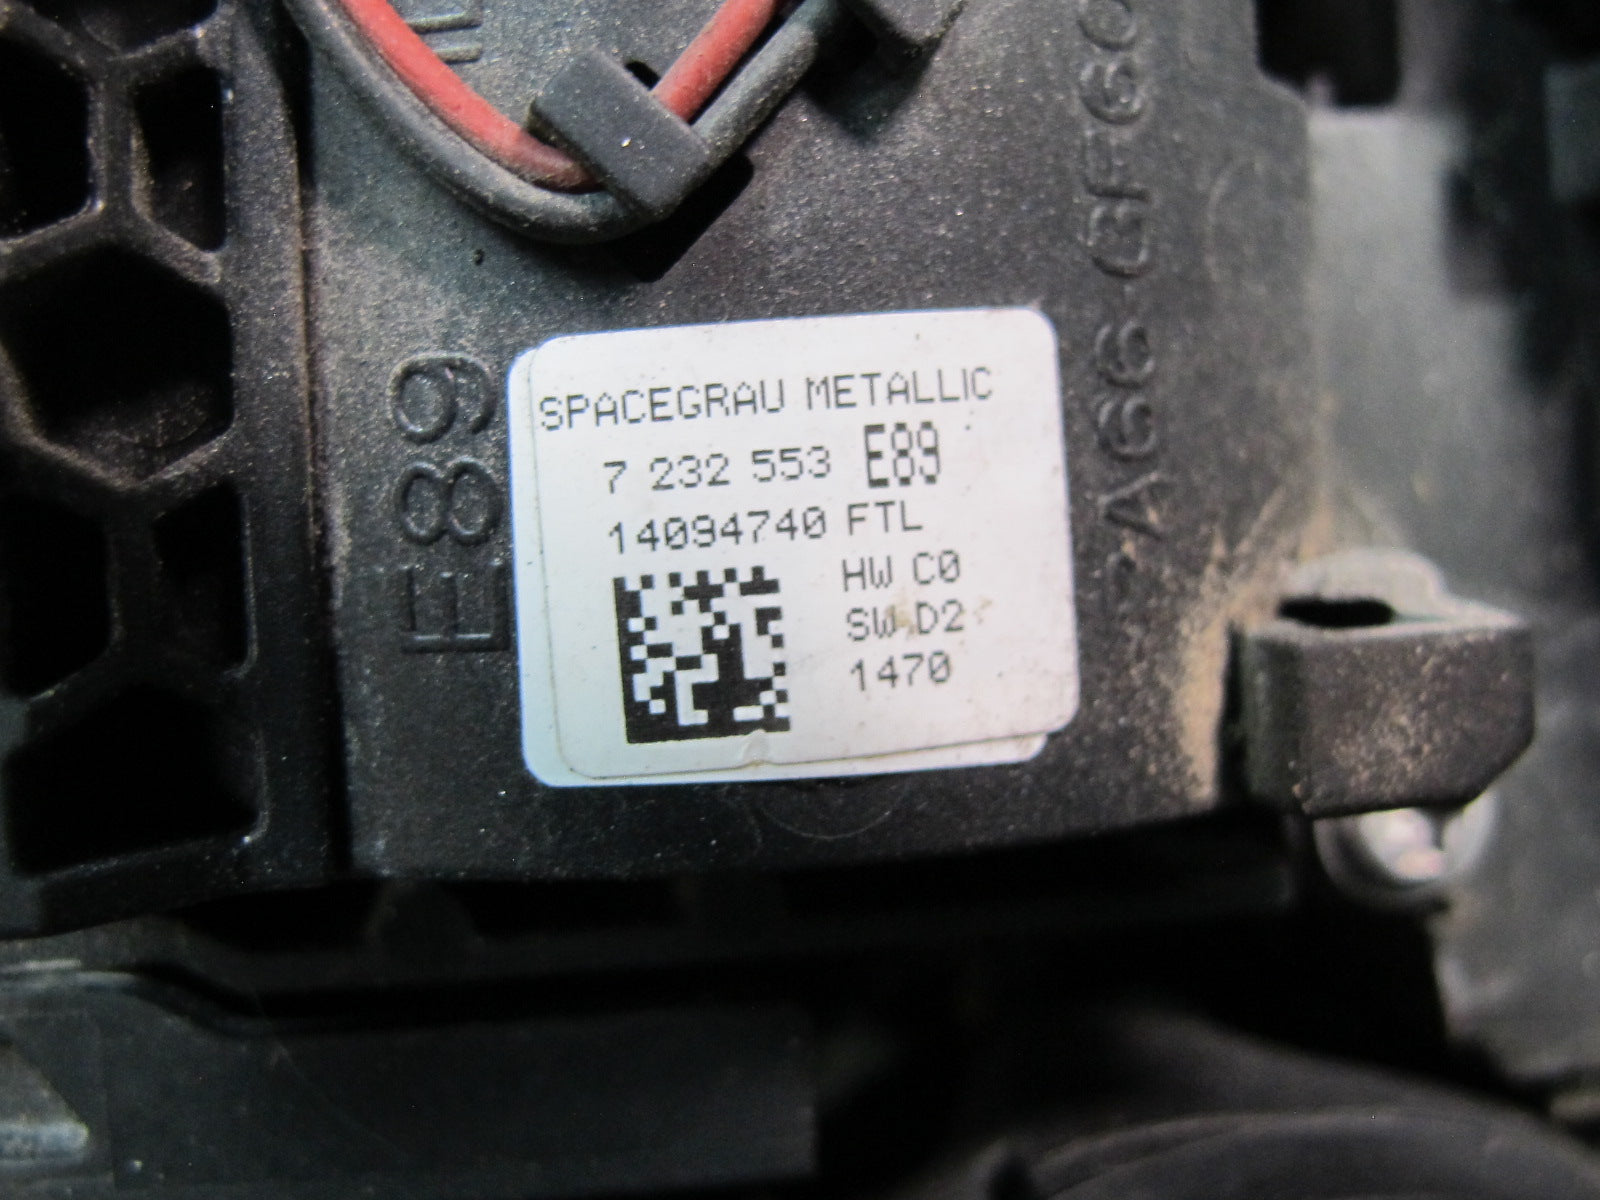 SPACEGRAU METALLIC
7 232 553 E89
14094740 FTL
HW C0
SW D2
1470
E89